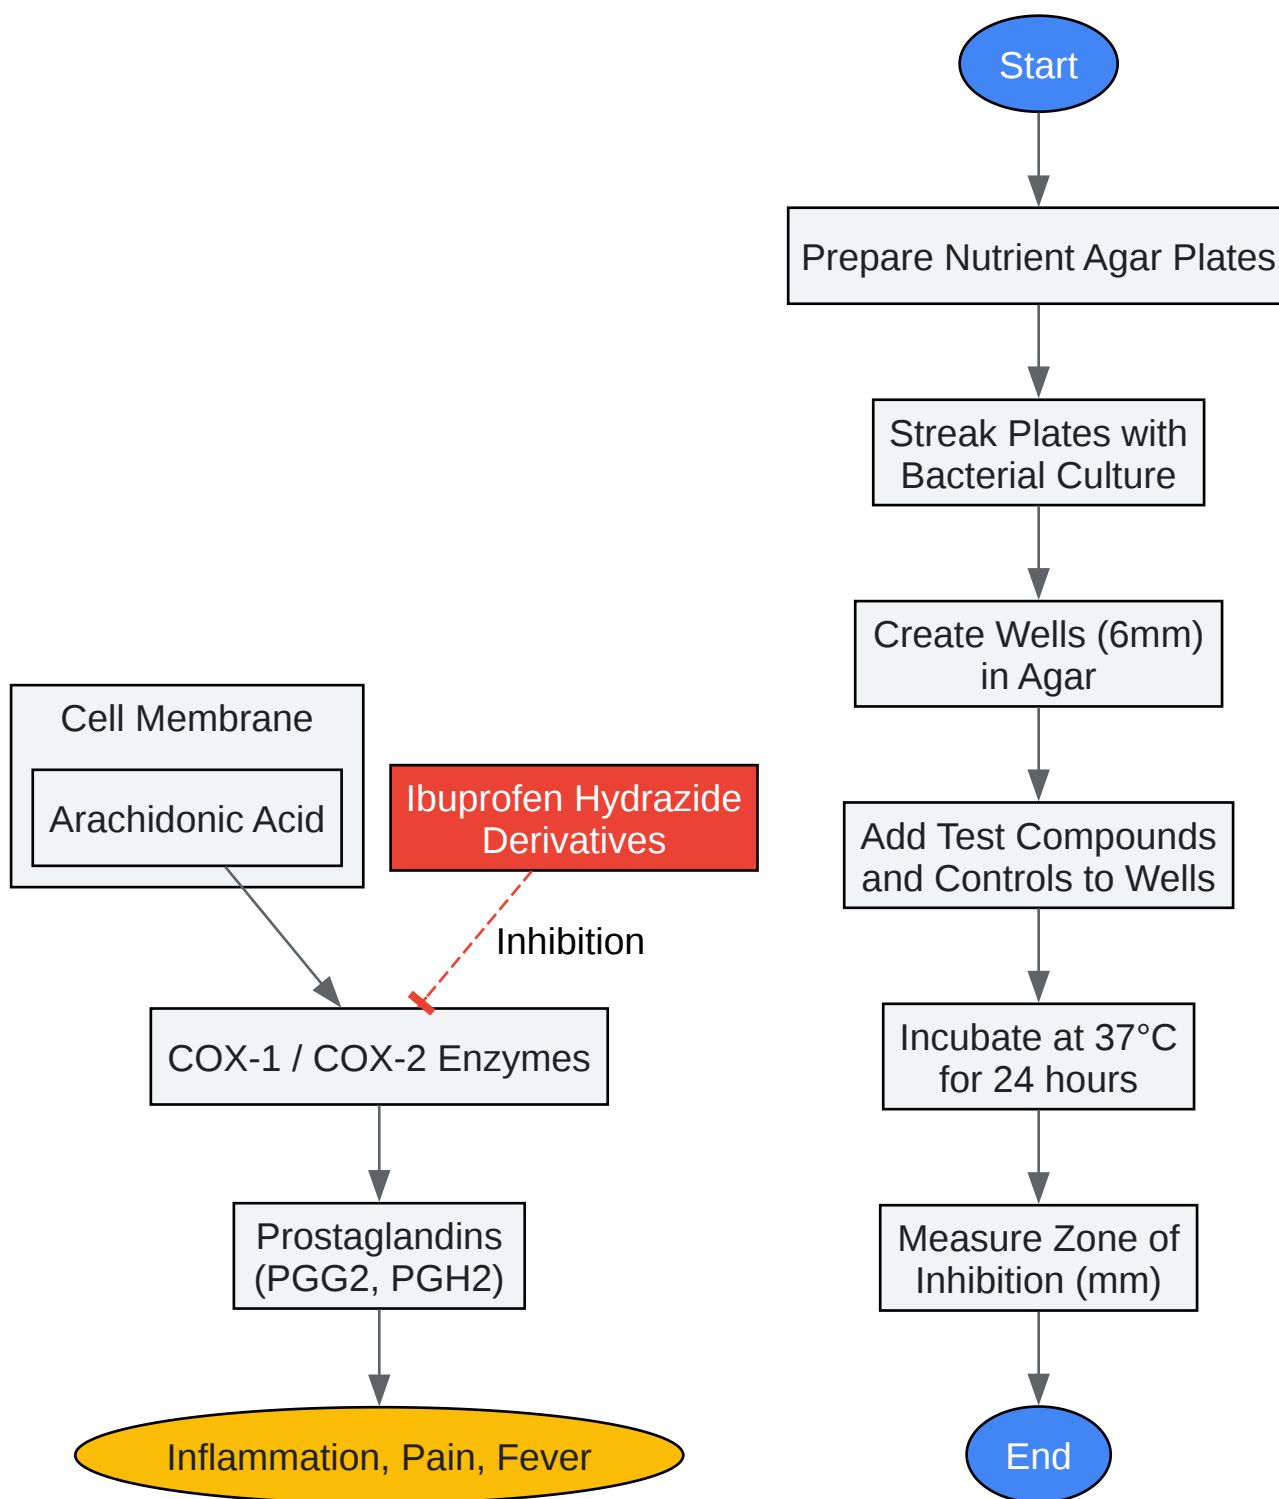 Cell Membrane
Arachidonic Acid
Ibuprofen Hydrazide
Derivatives
Inhibition
COX-1 / COX-2 Enzymes
Prostaglandins
(PGG2, PGH2)
Inflammation, Pain, Fever
Start
Prepare Nutrient Agar Plates
Streak Plates with
Bacterial Culture
Create Wells (6mm)
in Agar
Add Test Compounds
and Controls to Wells
Incubate at 37°C
for 24 hours
Measure Zone of
Inhibition (mm)
End